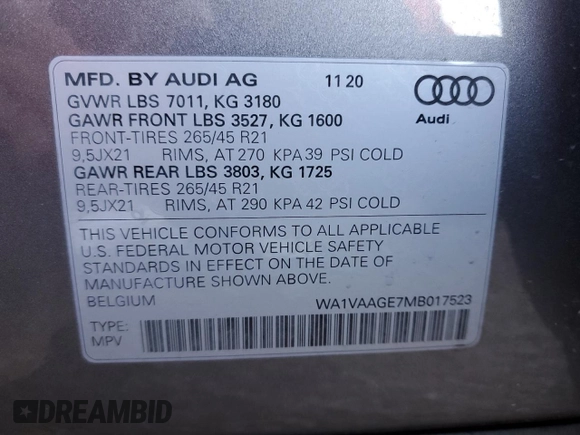 MFD. BY AUDI AG 11 20
GVWR LBS 7011, KG 3180
GAWR FRONT LBS 3527, KG 1600
FRONT-TIRES 265/45 R21
9,5JX21 RIMS, AT 270 KPA 39 PSI COLD
GAWR REAR LBS 3803, KG 1725
REAR-TIRES 265/45 R21
9,5JX21 RIMS, AT 290 KPA 42 PSI COLD
Audi
THIS VEHICLE CONFORMS TO ALL APPLICABLE
U.S. FEDERAL MOTOR VEHICLE SAFETY
STANDARDS IN EFFECT ON THE DATE OF
MANUFACTURE SHOWN ABOVE.
BELGIUM WA1VAAGE7MB017523
TYPE:
MPV
DREAMBID